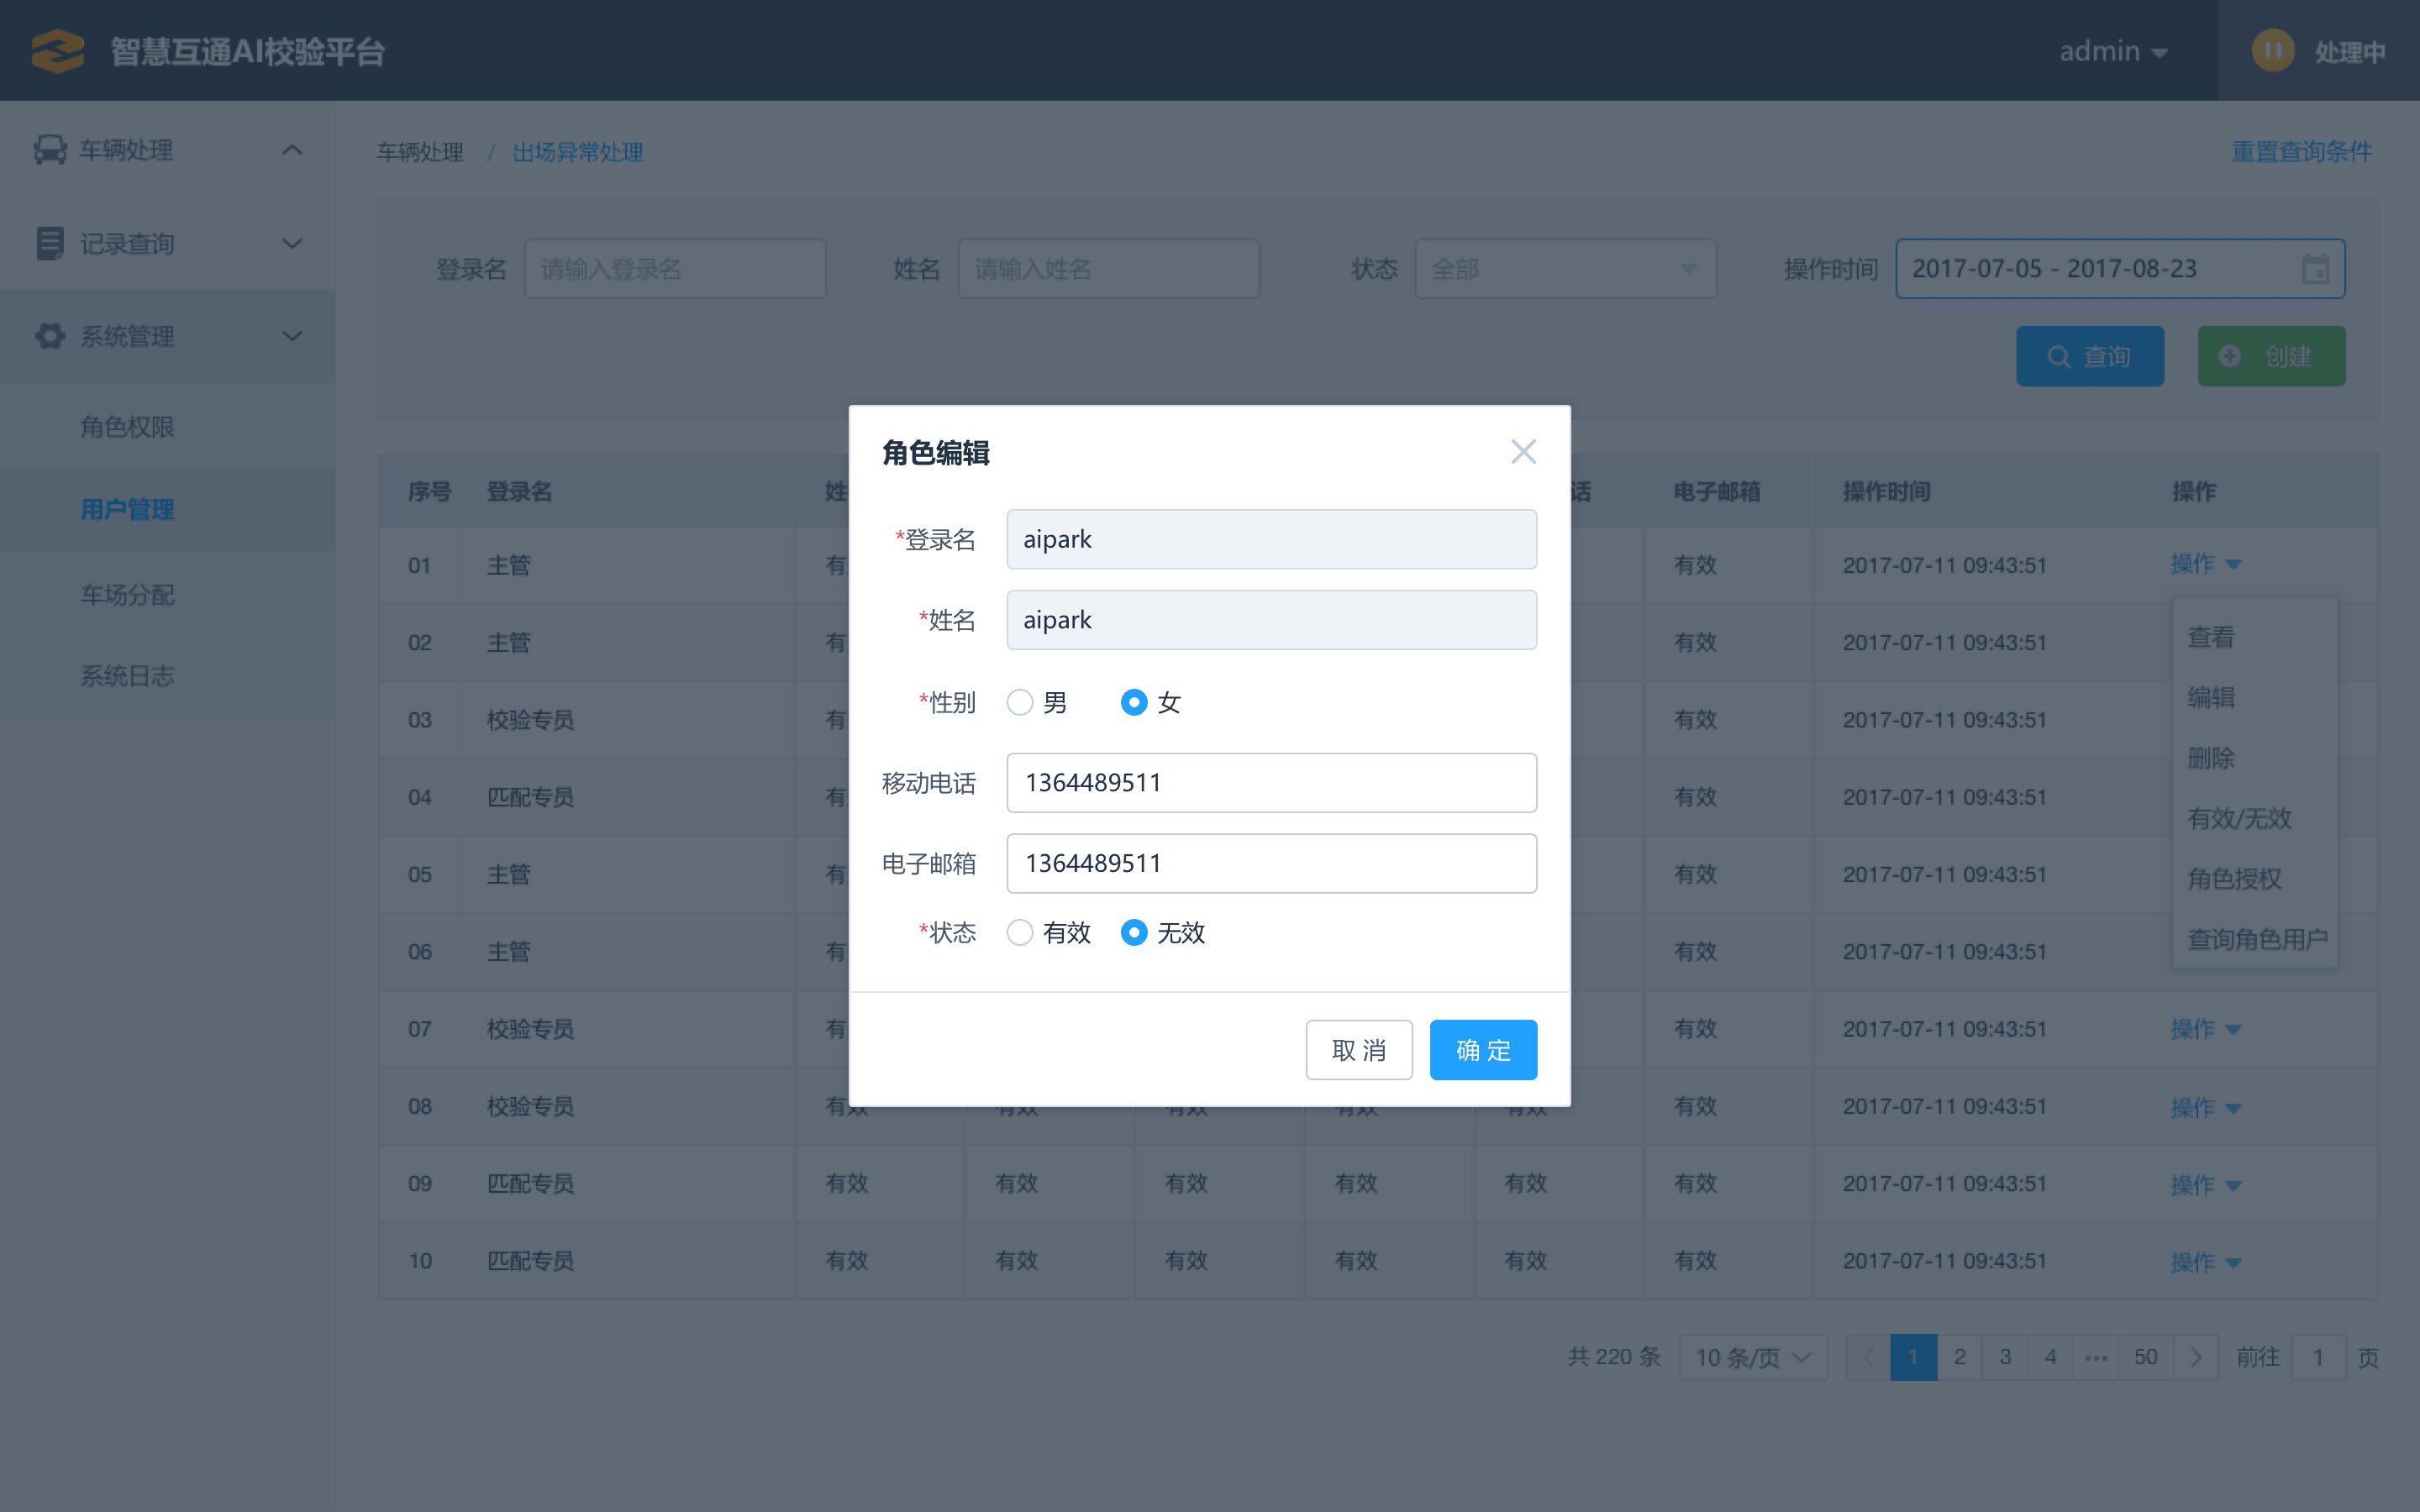 智慧互通AI校验平台
admin
处理中
车辆处理
记录查询
系统管理
角色权限
用户管理
车场分配
系统日志
车辆处理 / 出场异常处理
重置查询条件
登录名 请输入登录名 姓名 请输入姓名 状态 全部 操作时间 2017-07-05 - 2017-08-23
查询 创建
角色编辑
*登录名 aipark
*姓名 aipark
*性别 男 女
移动电话 1364489511
电子邮箱 1364489511
*状态 有效 无效
取 消 确 定
序号 登录名 姓 话 电子邮箱 操作时间 操作
01 主管 有 有效 2017-07-11 09:43:51 操作
02 主管 有 有效 2017-07-11 09:43:51
03 校验专员 有 有效 2017-07-11 09:43:51
04 匹配专员 有 有效 2017-07-11 09:43:51
05 主管 有 有效 2017-07-11 09:43:51
06 主管 有 有效 2017-07-11 09:43:51
07 校验专员 有 有效 2017-07-11 09:43:51 操作
08 校验专员 有效 有效 有效 有效 有效 有效 2017-07-11 09:43:51 操作
09 匹配专员 有效 有效 有效 有效 有效 有效 2017-07-11 09:43:51 操作
10 匹配专员 有效 有效 有效 有效 有效 有效 2017-07-11 09:43:51 操作
查看
编辑
删除
有效/无效
角色授权
查询角色用户
共 220 条 10 条/页 1 2 3 4 ••• 50 前往 1 页